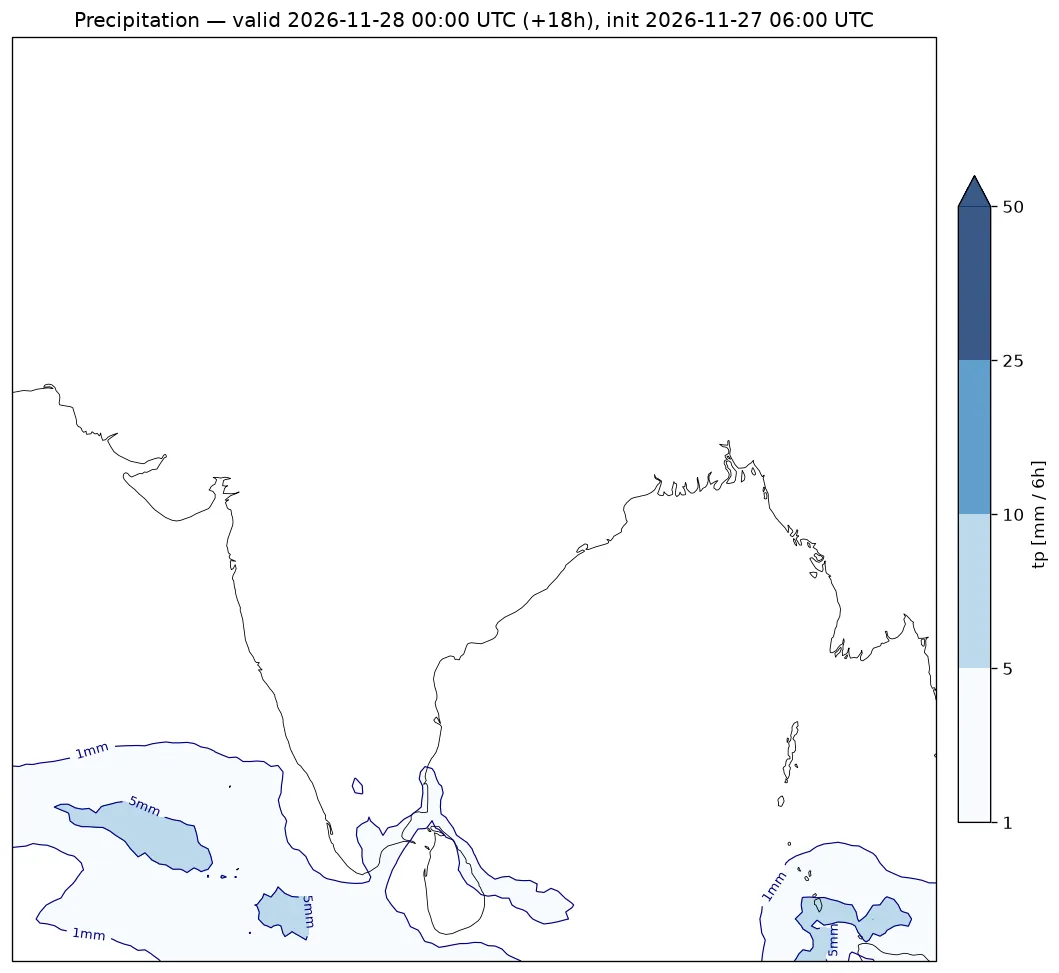 Precipitation — valid 2026-11-28 00:00 UTC (+18h), init 2026-11-27 06:00 UTC
50
25
10
5
1
tp [mm / 6h]
1mm
5mm
5mm
1mm
1mm
5mm